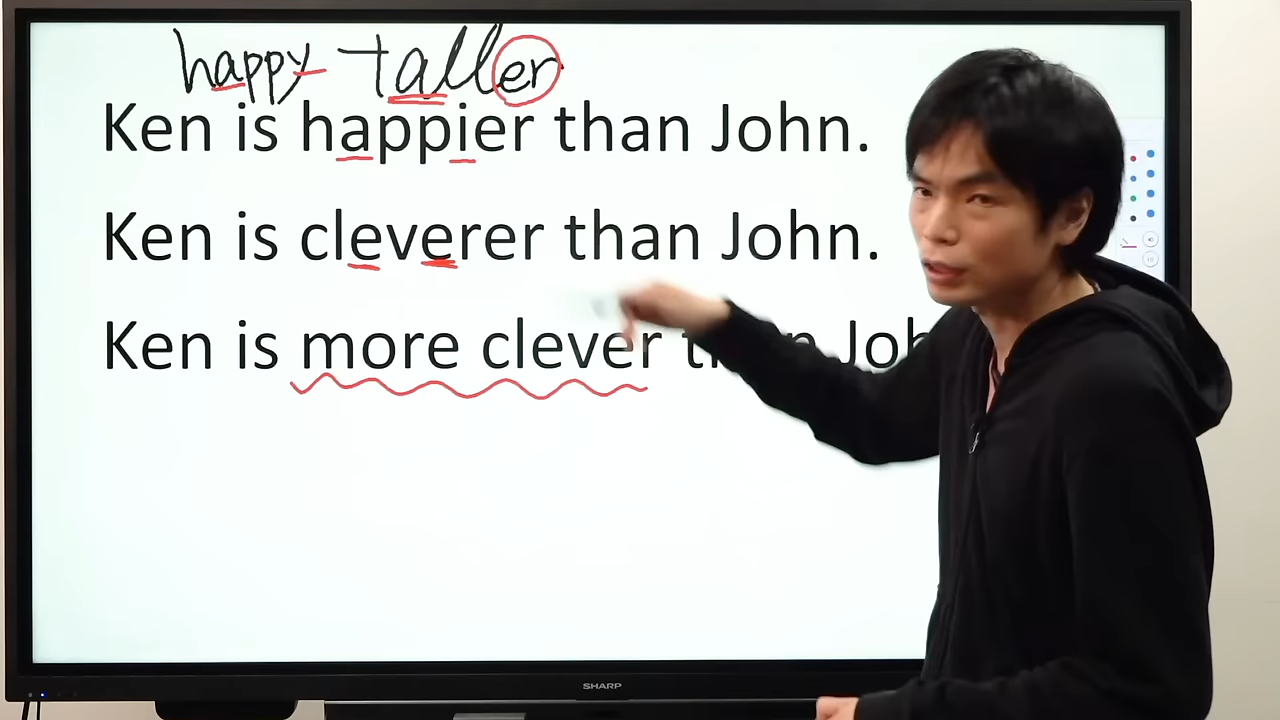 happy taller
Ken is happier than John.
Ken is cleverer than John.
Ken is more clever
SHARP